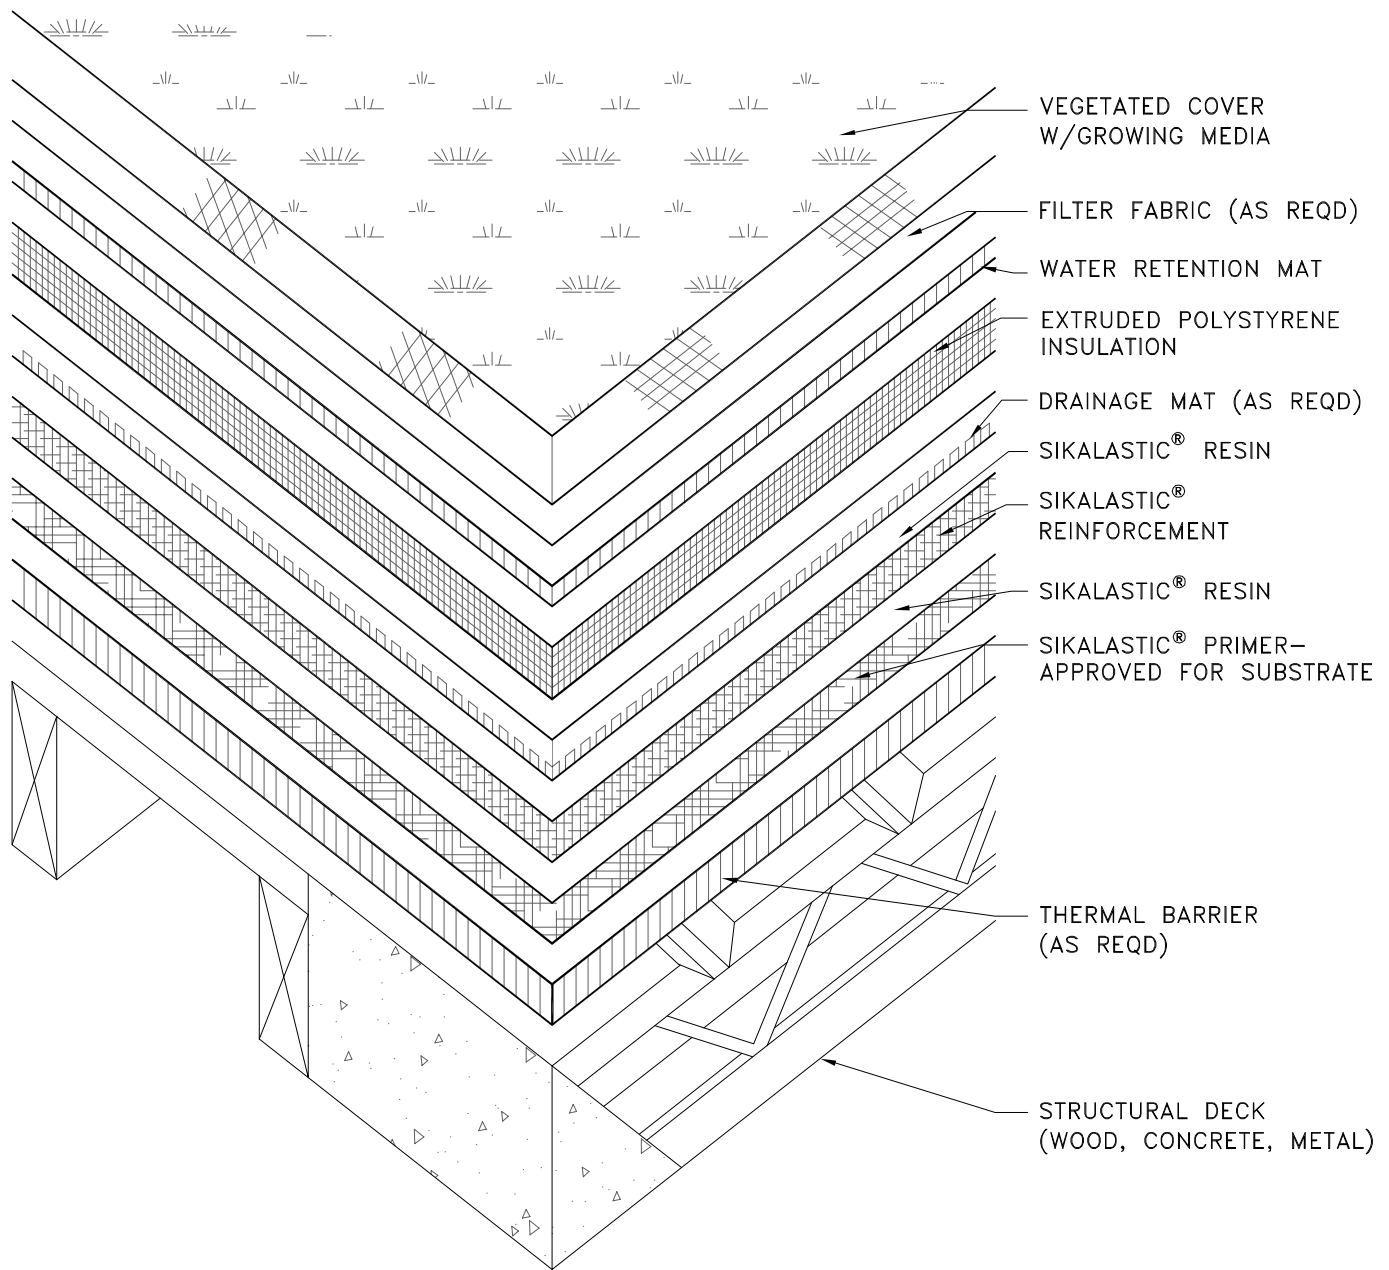 VEGETATED COVER
W/GROWING MEDIA
FILTER FABRIC (AS REQD)
WATER RETENTION MAT
EXTRUDED POLYSTYRENE
INSULATION
DRAINAGE MAT (AS REQD)
SIKALASTIC® RESIN
SIKALASTIC®
REINFORCEMENT
SIKALASTIC® RESIN
SIKALASTIC® PRIMER–
APPROVED FOR SUBSTRATE
THERMAL BARRIER
(AS REQD)
STRUCTURAL DECK
(WOOD, CONCRETE, METAL)